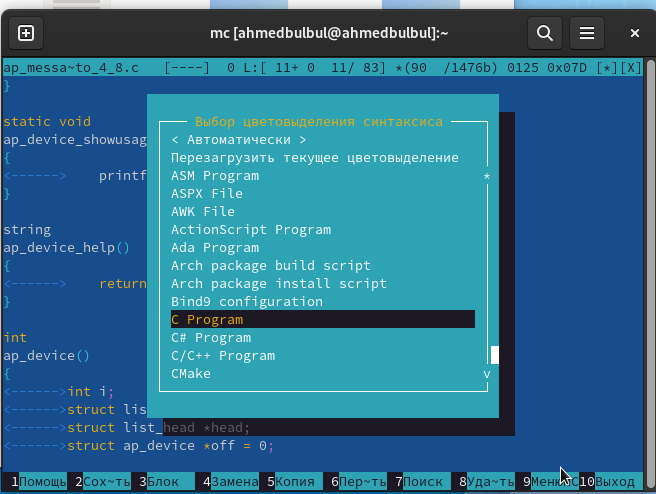 mc [ahmedbulbul@ahmedbulbul]:~
ap_messa~to_4_8.c [----] 0 L:[ 11+ 0 11/ 83] *(90 /1476b) 0125 0x07D [*][X]
}
static void
ap_device_showusag
{
<------> printf
}
string
ap_device_help()
{
<------> return
}
int
ap_device()
{
<------>int i;
<------>struct lis
<------>struct list_head *head;
<------>struct ap_device *off = 0;
Выбор цветовыделения синтаксиса
< Автоматически >
Перезагрузить текущее цветовыделение
ASM Program
ASPX File
AWK File
ActionScript Program
Ada Program
Arch package build script
Arch package install script
Bind9 configuration
C Program
C# Program
C/C++ Program
CMake
1Помощь 2Сох~ть 3Блок 4Замена 5Копия 6Пер~ть 7Поиск 8Уда~ть 9МенюMC 10Выход